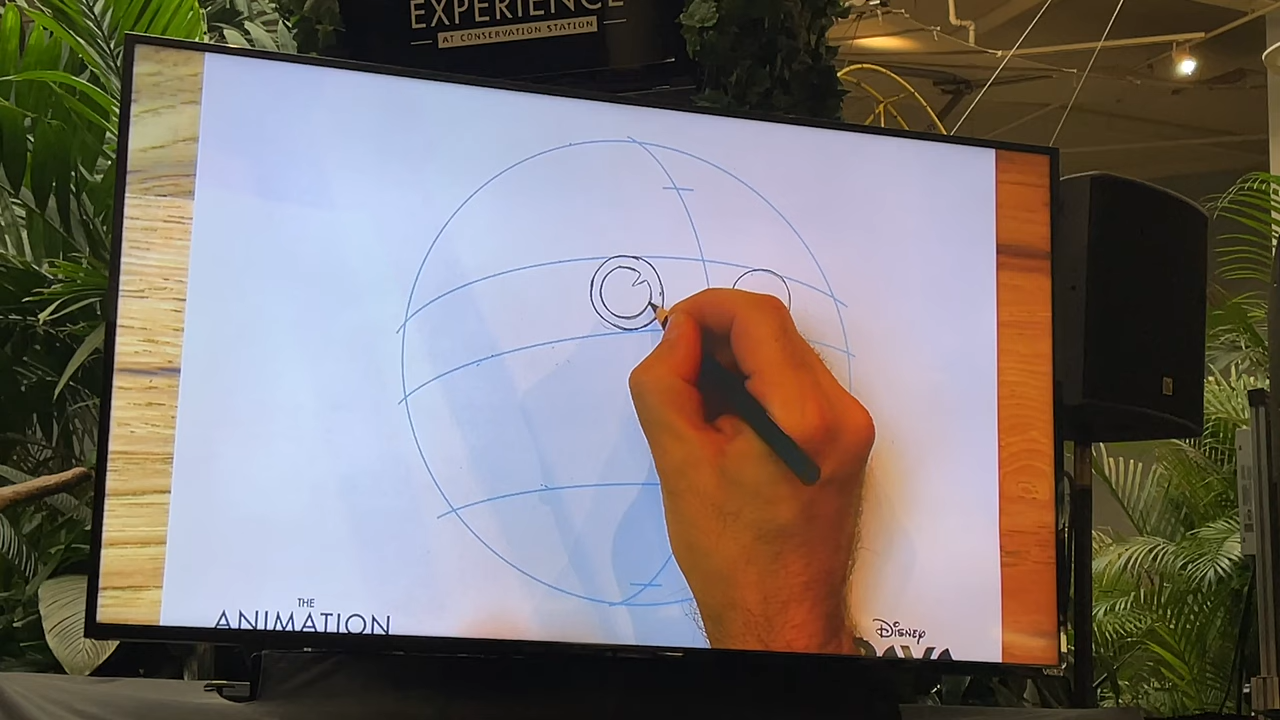 EXPERIENCE
AT CONSERVATION STATION
THE
ANIMATION
DISNEY